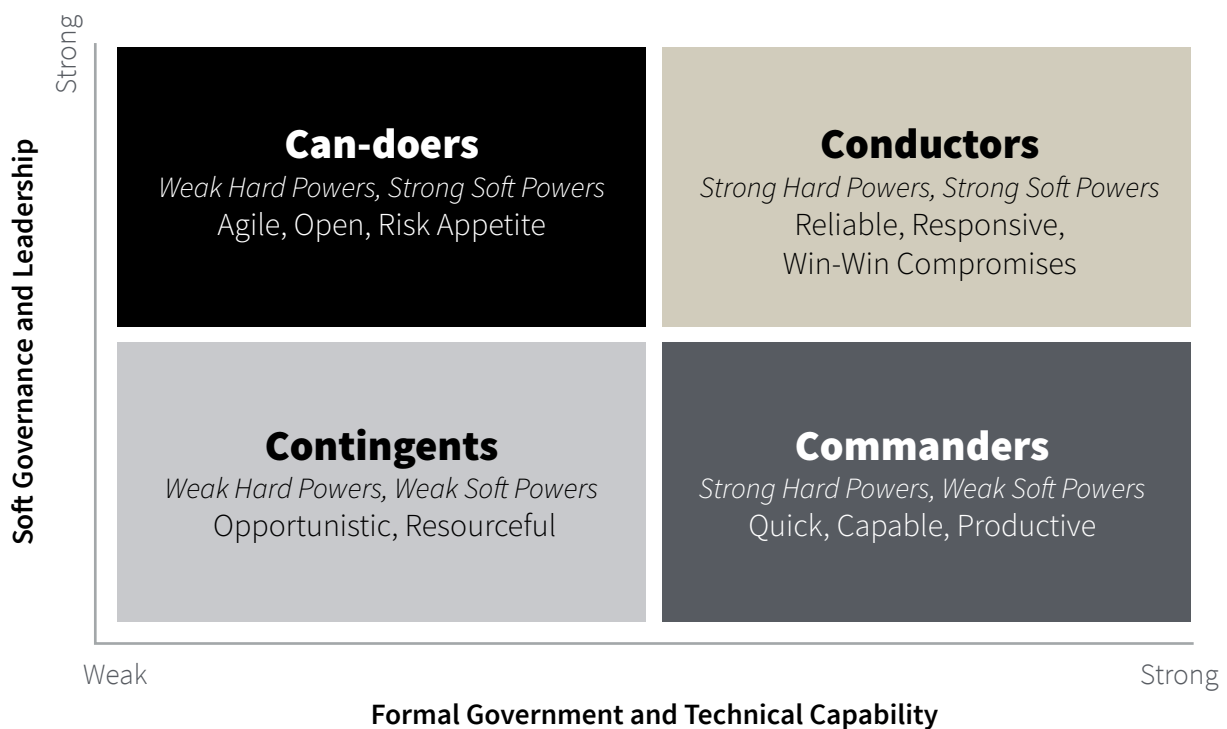 Strong
Soft Governance and Leadership
Can-doers
Weak Hard Powers, Strong Soft Powers
Agile, Open, Risk Appetite
Conductors
Strong Hard Powers, Strong Soft Powers
Reliable, Responsive,
Win-Win Compromises
Contingents
Weak Hard Powers, Weak Soft Powers
Opportunistic, Resourceful
Commanders
Strong Hard Powers, Weak Soft Powers
Quick, Capable, Productive
Weak
Strong
Formal Government and Technical Capability